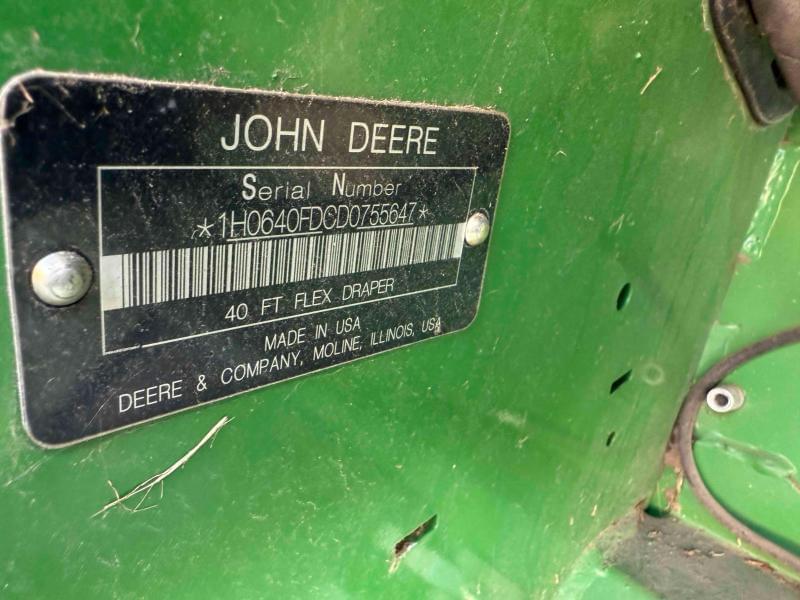 JOHN DEERE
Serial Number
*1H0640FDCD0755647*
40 FT FLEX DRAPER
MADE IN USA
DEERE & COMPANY, MOLINE, ILLINOIS, USA